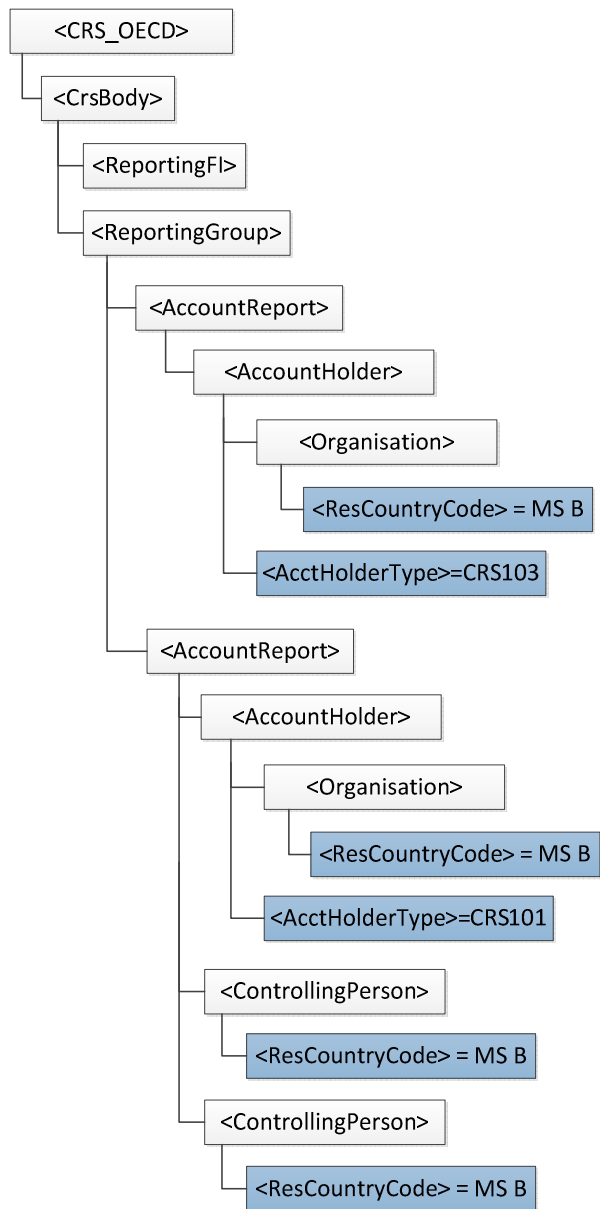 <CRS_OECD>
<CrsBody>
<ReportingFI>
<ReportingGroup>
<AccountReport>
<AccountHolder>
<Organisation>
<ResCountryCode> = MS B
<AcctHolderType>=CRS103
<AccountReport>
<AccountHolder>
<Organisation>
<ResCountryCode> = MS B
<AcctHolderType>=CRS101
<ControllingPerson>
<ResCountryCode> = MS B
<ControllingPerson>
<ResCountryCode> = MS B